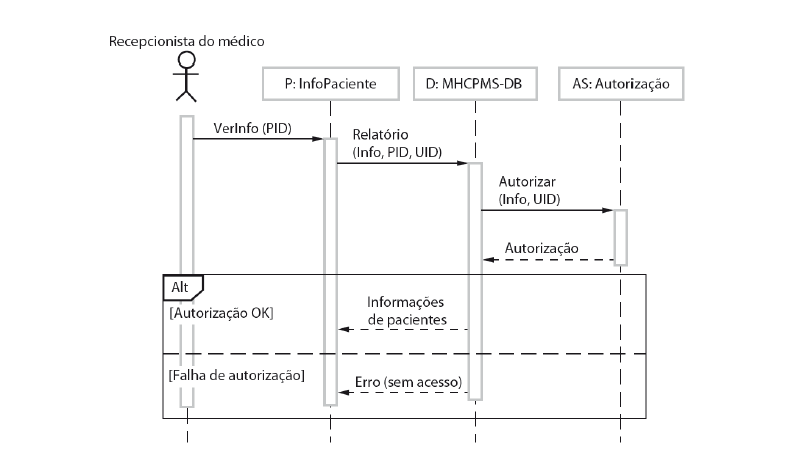 Recepcionista do médico
P: InfoPaciente
D: MHCPMS-DB
AS: Autorização
VerInfo (PID)
Relatório
(Info, PID, UID)
Autorizar
(Info, UID)
Autorização
Alt
[Autorização OK]
Informações
de pacientes
[Falha de autorização]
Erro (sem acesso)